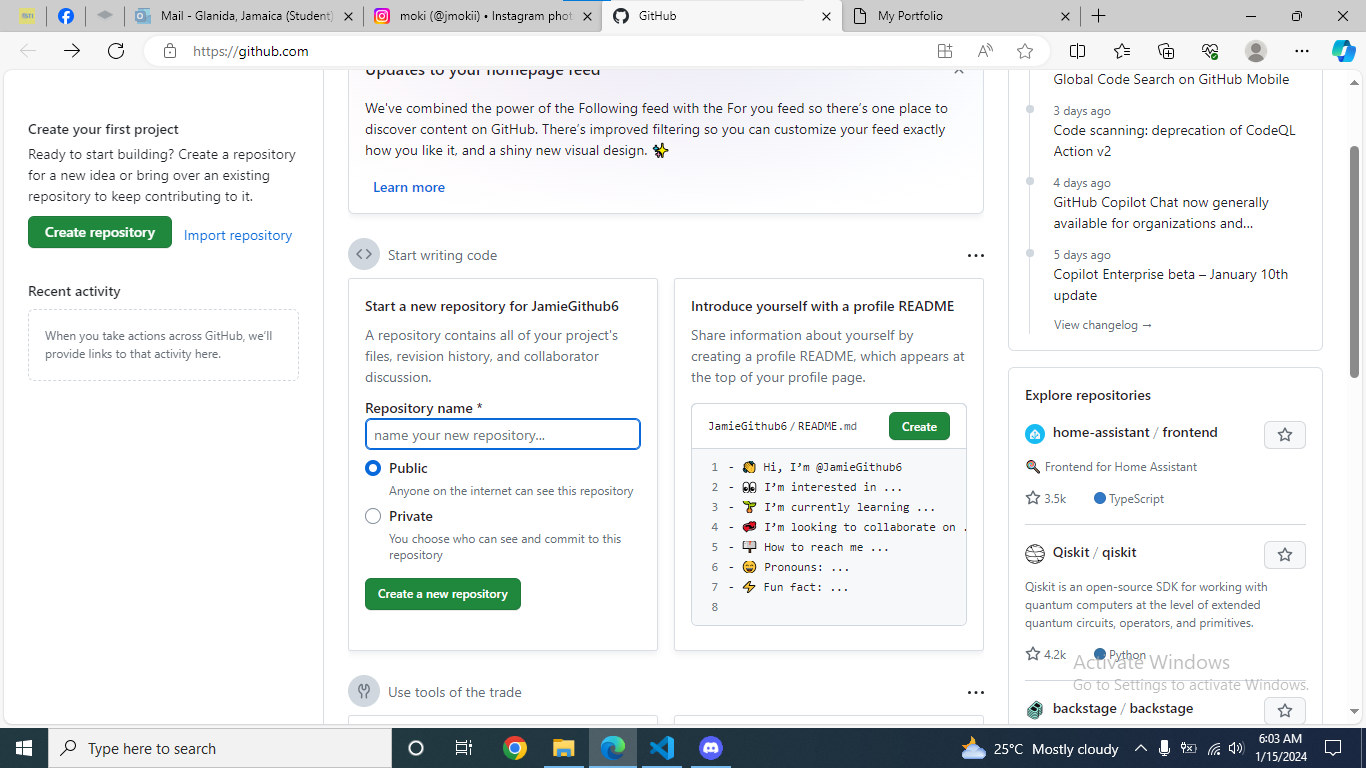 Mail - Glanida, Jamaica (Student)
moki (@jmokii) • Instagram phot
GitHub
My Portfolio
https://github.com
Create your first project
Ready to start building? Create a repository
for a new idea or bring over an existing
repository to keep contributing to it.
Create repository
Import repository
Recent activity
When you take actions across GitHub, we'll
provide links to that activity here.
Updates to your homepage feed
We've combined the power of the Following feed with the For you feed so there's one place to
discover content on GitHub. There's improved filtering so you can customize your feed exactly
how you like it, and a shiny new visual design. ✨
Learn more
Start writing code
Start a new repository for JamieGithub6
A repository contains all of your project's
files, revision history, and collaborator
discussion.
Repository name *
name your new repository...
Public
Anyone on the internet can see this repository
Private
You choose who can see and commit to this
repository
Create a new repository
Introduce yourself with a profile README
Share information about yourself by
creating a profile README, which appears at
the top of your profile page.
JamieGithub6 / README.md
Create
1 - 👋 Hi, I'm @JamieGithub6
2 - 👀 I'm interested in ...
3 - 🌱 I'm currently learning ...
4 - 💞️ I'm looking to collaborate on .
5 - 📫 How to reach me ...
6 - 😄 Pronouns: ...
7 - ⚡ Fun fact: ...
8
Use tools of the trade
Global Code Search on GitHub Mobile
3 days ago
Code scanning: deprecation of CodeQL
Action v2
4 days ago
GitHub Copilot Chat now generally
available for organizations and...
5 days ago
Copilot Enterprise beta – January 10th
update
View changelog →
Explore repositories
home-assistant / frontend
🔍 Frontend for Home Assistant
3.5k
TypeScript
Qiskit / qiskit
Qiskit is an open-source SDK for working with
quantum computers at the level of extended
quantum circuits, operators, and primitives.
4.2k
Python
backstage / backstage
Activate Windows
Go to Settings to activate Windows.
Type here to search
25°C Mostly cloudy
6:03 AM
1/15/2024